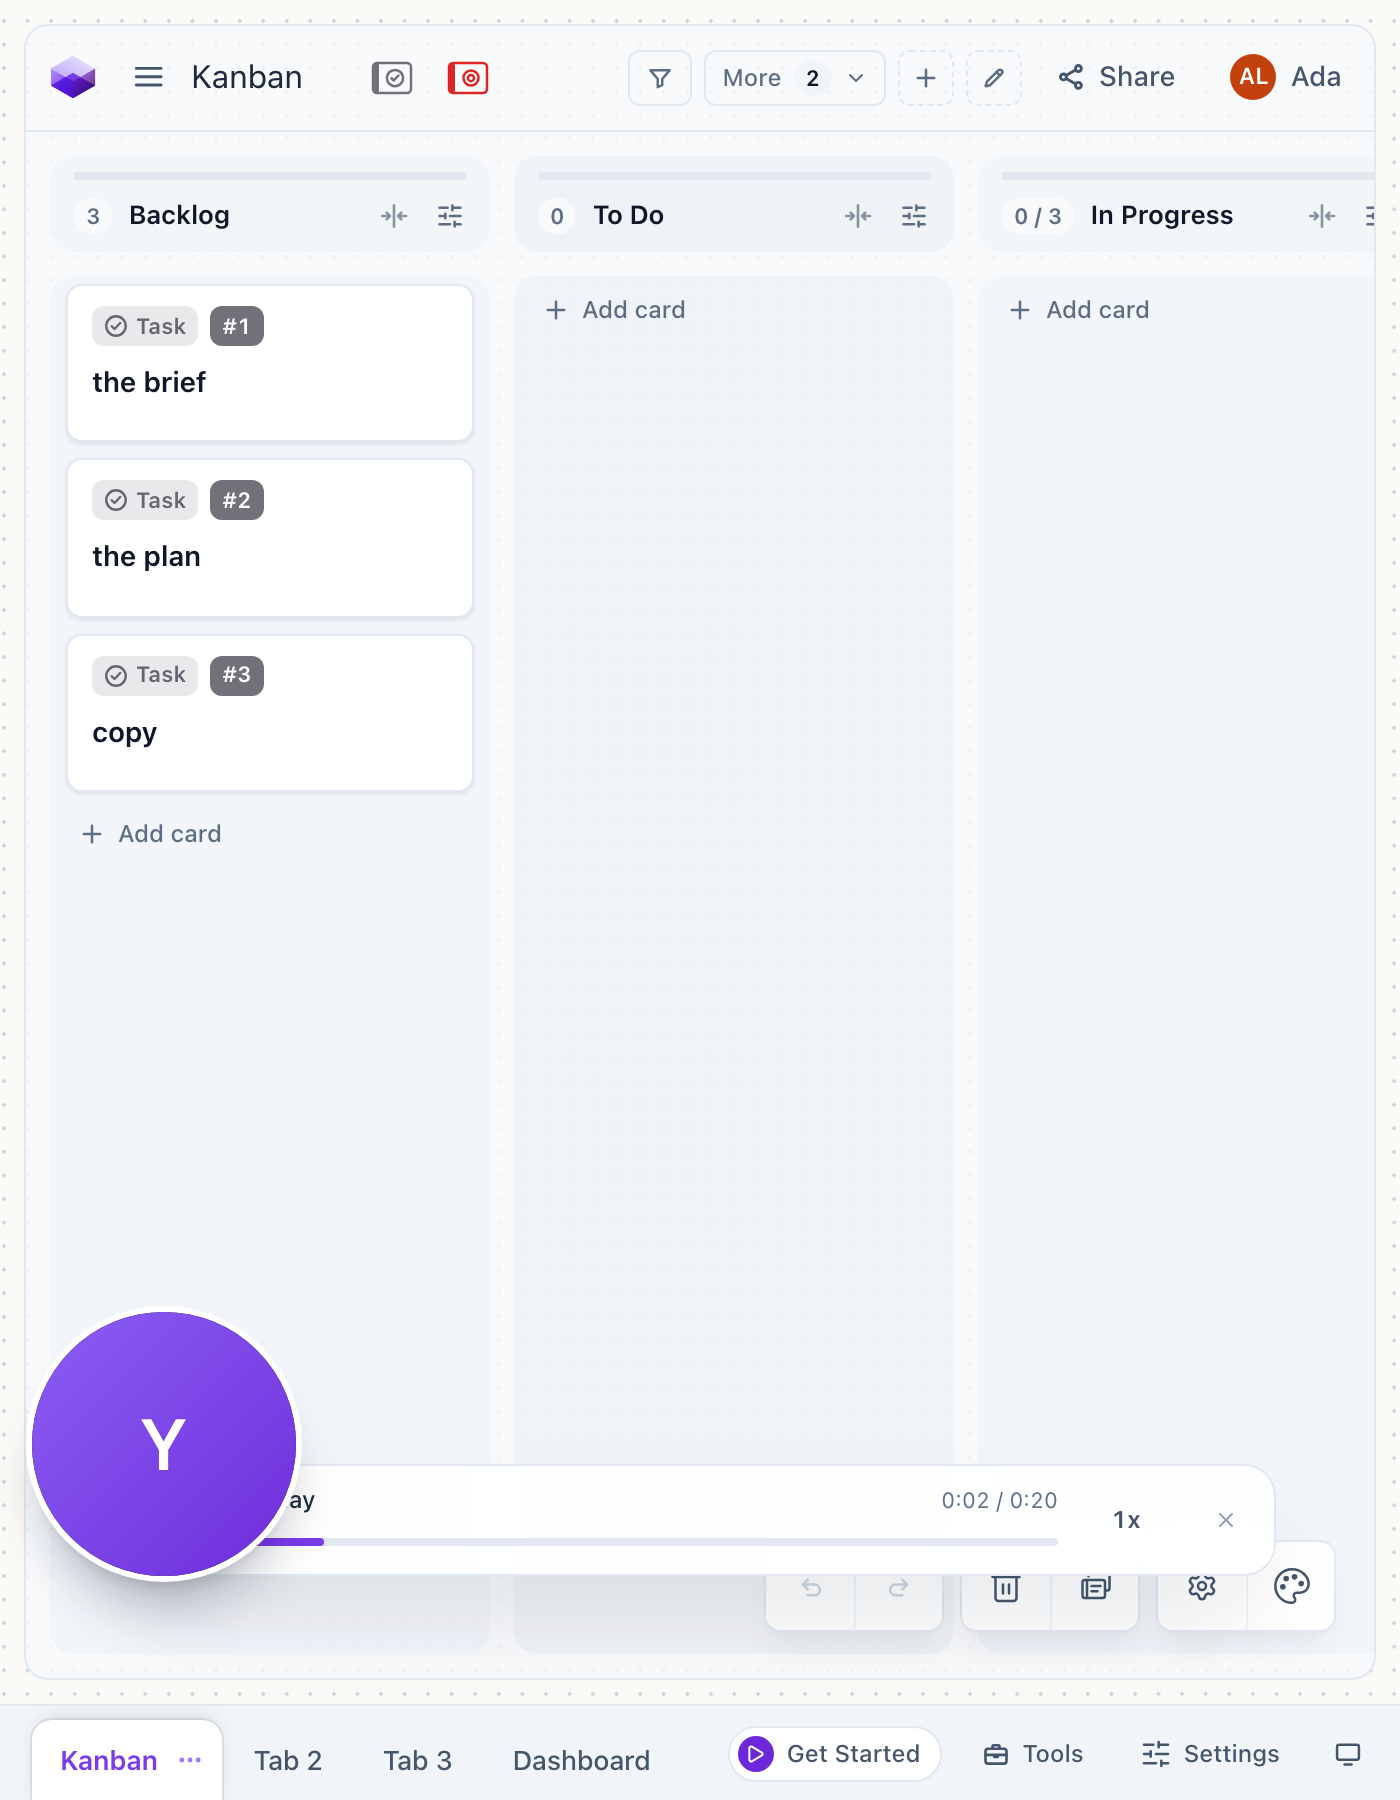 Kanban
More 2
Share
AL Ada
3 Backlog
0 To Do
0 / 3 In Progress
Task #1
the brief
Task #2
the plan
Task #3
copy
Add card
Add card
Add card
Y
0:02 / 0:20
1x
Kanban
Tab 2
Tab 3
Dashboard
Get Started
Tools
Settings